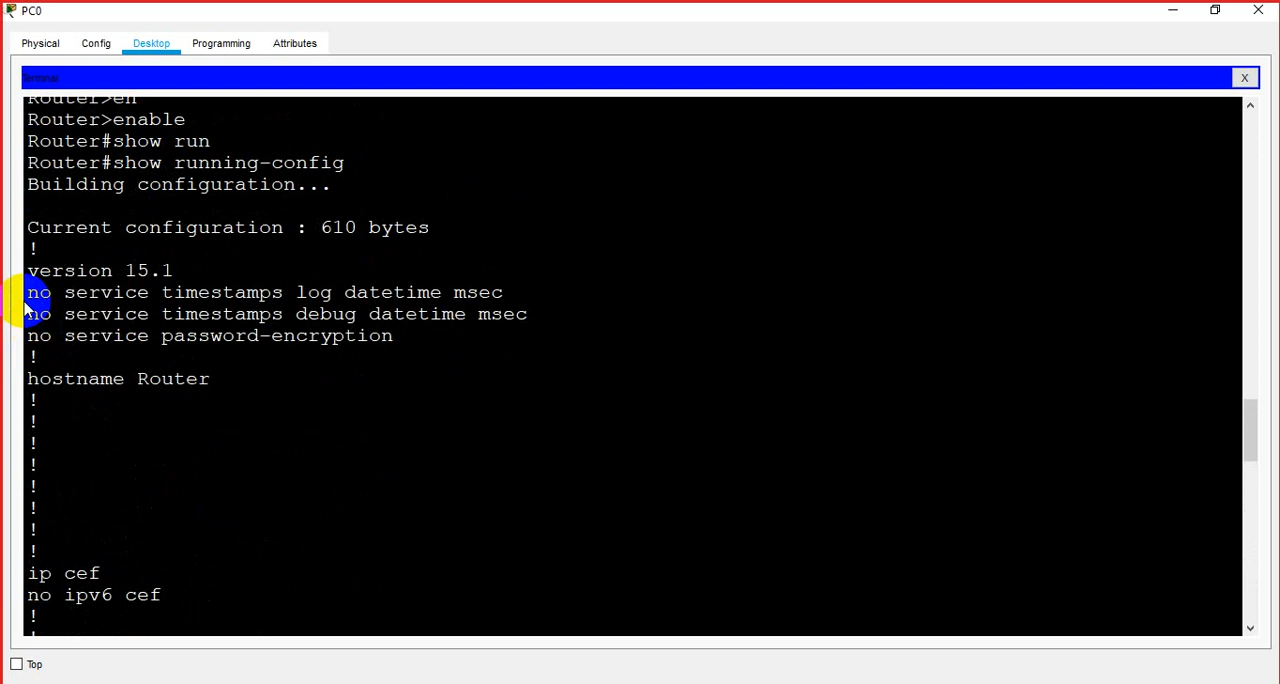 PC0
Physical Config Desktop Programming Attributes
Terminal
X
Router>en
Router>enable
Router#show run
Router#show running-config
Building configuration...
Current configuration : 610 bytes
!
version 15.1
no service timestamps log datetime msec
no service timestamps debug datetime msec
no service password-encryption
!
hostname Router
!
!
!
!
!
!
!
!
ip cef
no ipv6 cef
!
!
Top